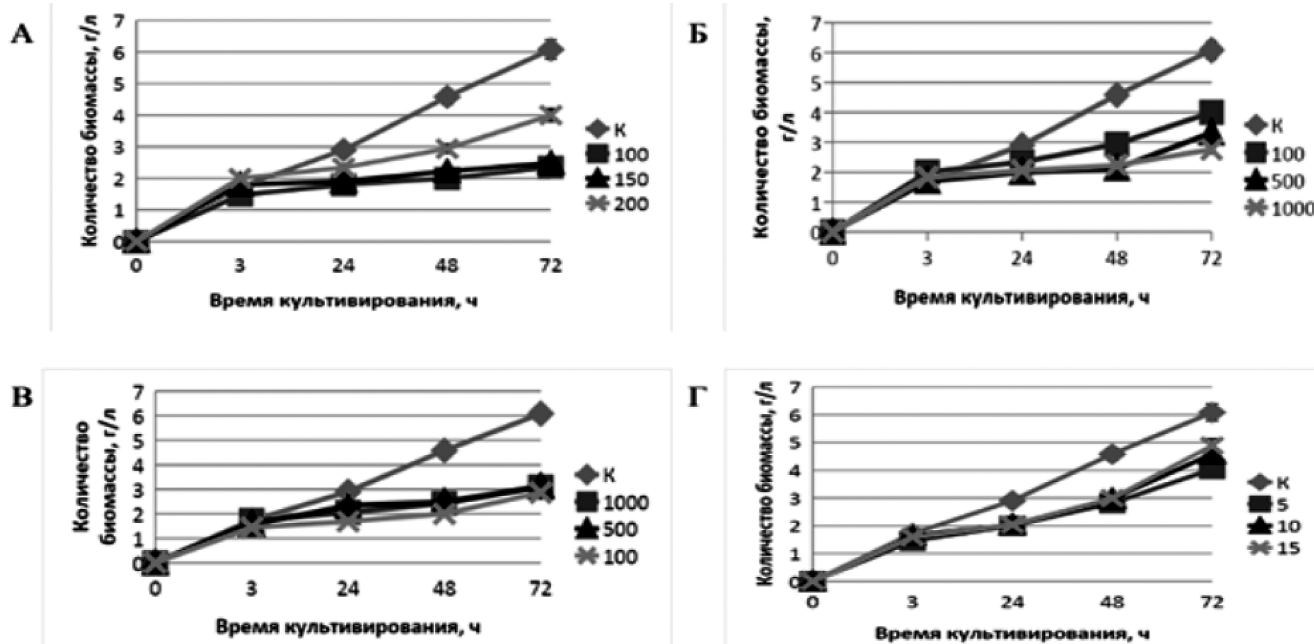 А
Количество биомассы, г/л
7
6
5
4
3
2
1
0
0 3 24 48 72
Время культивирования, ч
К
100
150
200
Б
Количество биомассы,
г/л
7
6
5
4
3
2
1
0
0 3 24 48 72
Время культивирования, ч
К
100
500
1000
В
Количество
биомассы, г/л
7
6
5
4
3
2
1
0
0 3 24 48 72
Время культивирования, ч
К
1000
500
100
Г
Количество биомассы, г/л
7
6
5
4
3
2
1
0
0 3 24 48 72
Время культивирования, ч
К
5
10
15